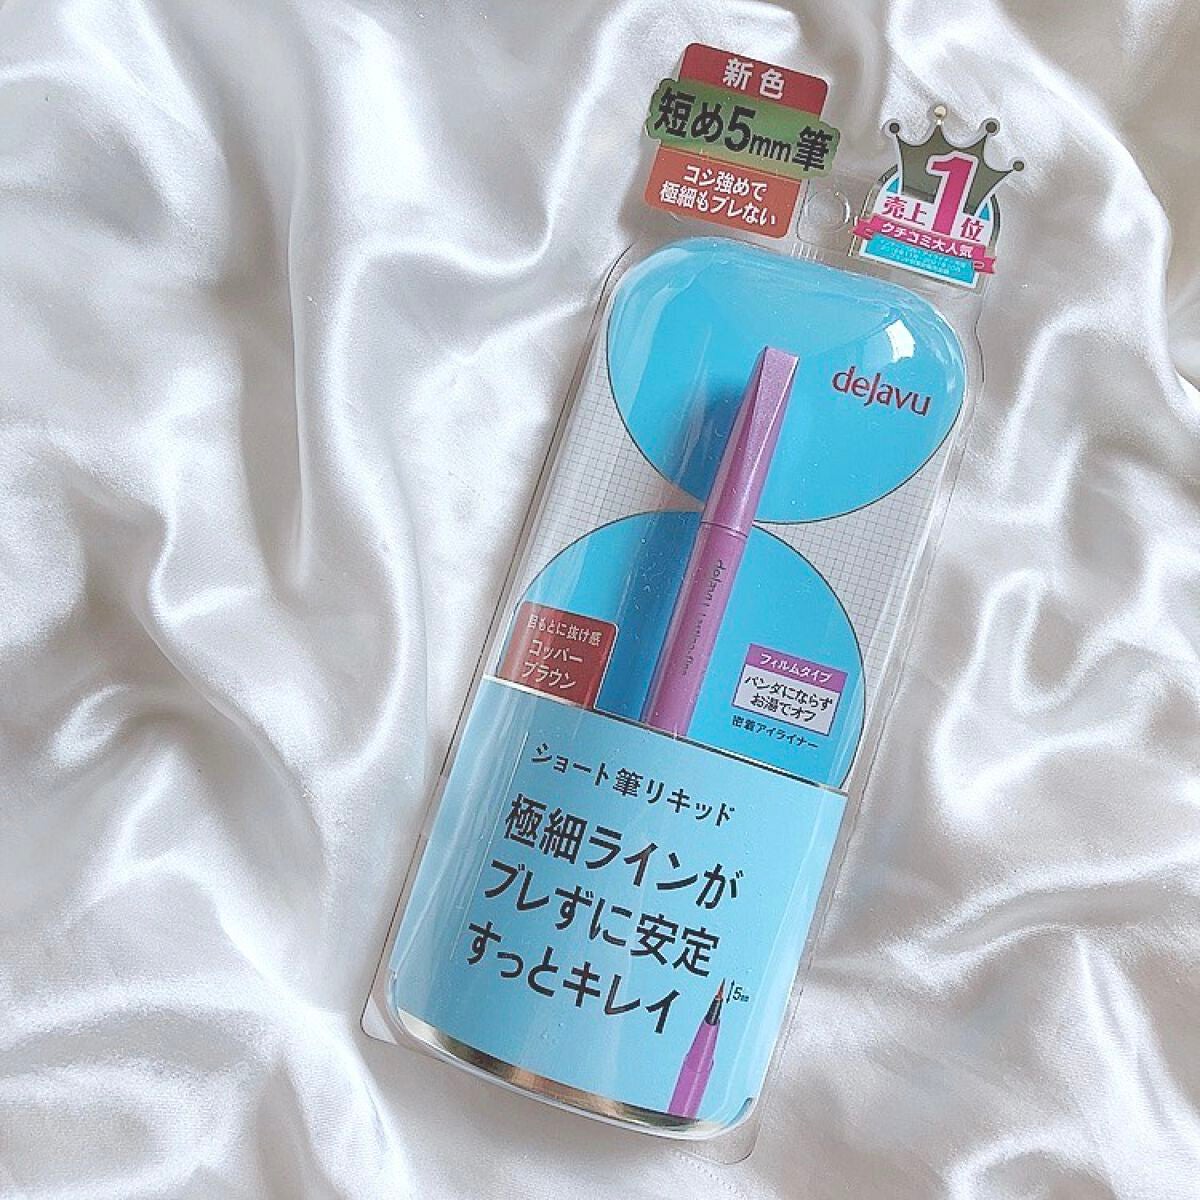 新色
短め5mm筆
コシ強めで
極細もブレない
売上1位
クチコミ大人気
dejavu
目もとに抜け感
コッパー
ブラウン
フィルムタイプ
パンダにならず
お湯でオフ
密着アイライナー
ショート筆リキッド
極細ラインが
ブレずに安定
すっとキレイ
5mm